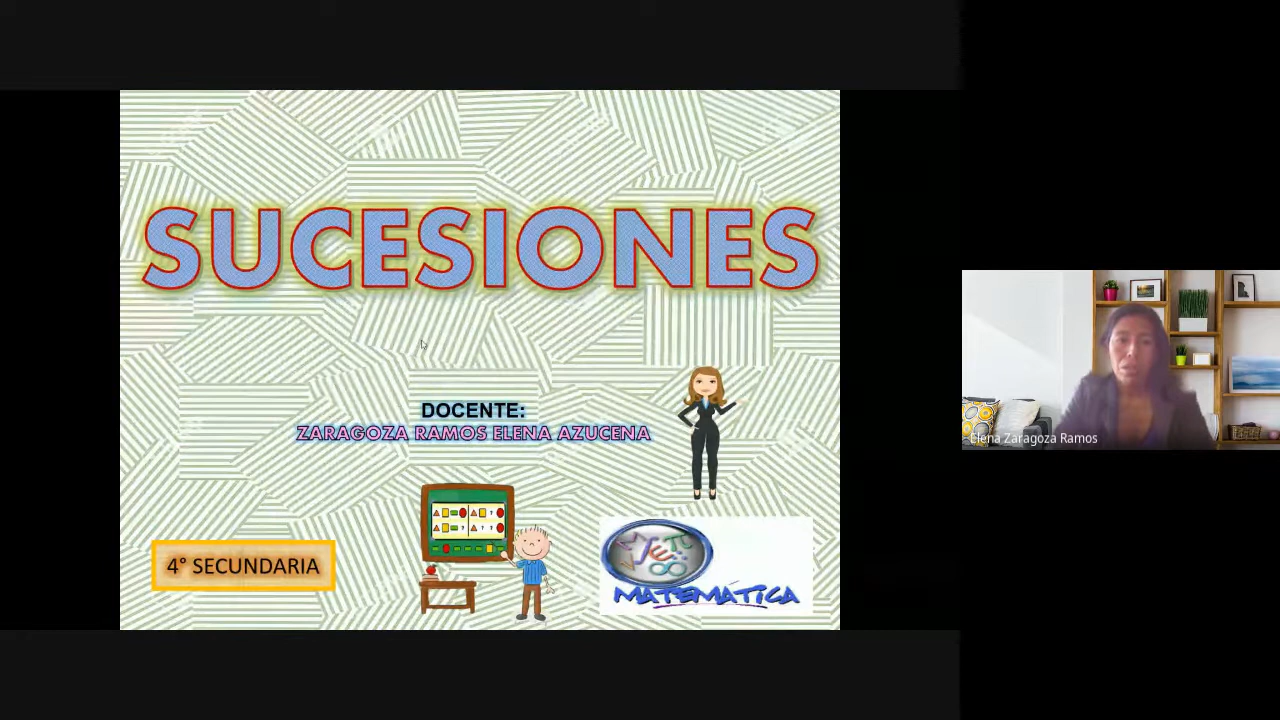 SUCESIONES
DOCENTE:
ZARAGOZA RAMOS ELENA AZUCENA
4° SECUNDARIA
MATEMÁTICA
Elena Zaragoza Ramos